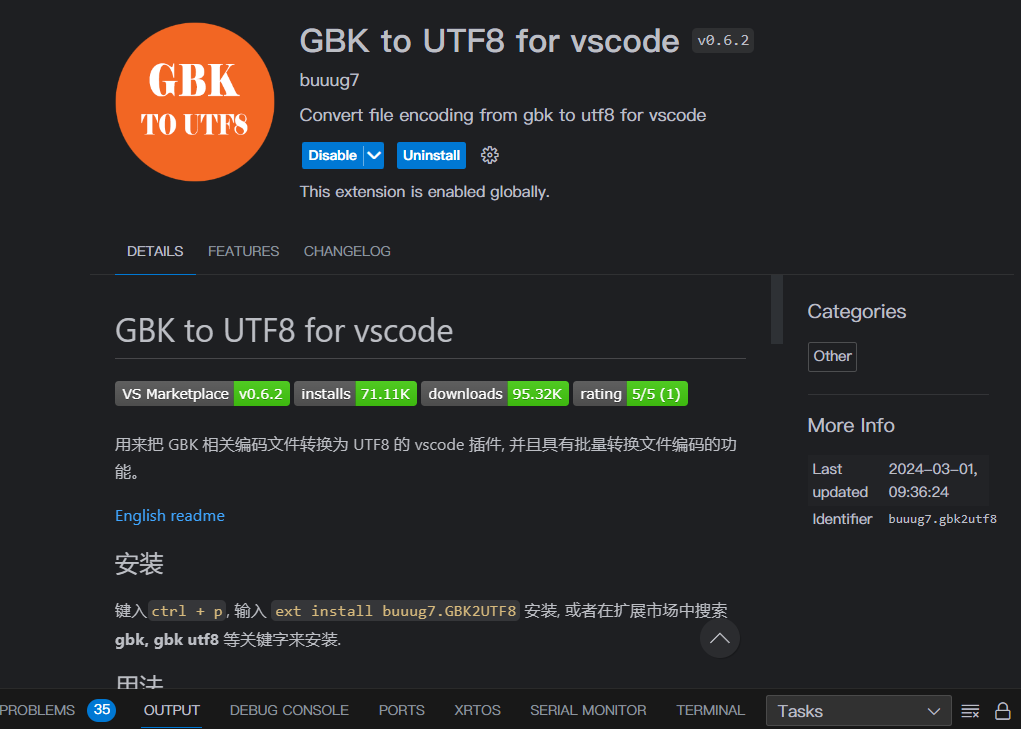 GBK
TO UTF8
GBK to UTF8 for vscode v0.6.2
buuug7
Convert file encoding from gbk to utf8 for vscode
Disable Uninstall
This extension is enabled globally.
DETAILS FEATURES CHANGELOG
GBK to UTF8 for vscode
VS Marketplace v0.6.2 installs 71.11K downloads 95.32K rating 5/5 (1)
用来把 GBK 相关编码文件转换为 UTF8 的 vscode 插件, 并且具有批量转换文件编码的功
能。
English readme
安装
键入 ctrl + p , 输入 ext install buuug7.GBK2UTF8 安装, 或者在扩展市场中搜索
gbk, gbk utf8 等关键字来安装.
用法
Categories
Other
More Info
Last 2024-03-01,
updated 09:36:24
Identifier buuug7.gbk2utf8
PROBLEMS 35 OUTPUT DEBUG CONSOLE PORTS XRTOS SERIAL MONITOR TERMINAL Tasks